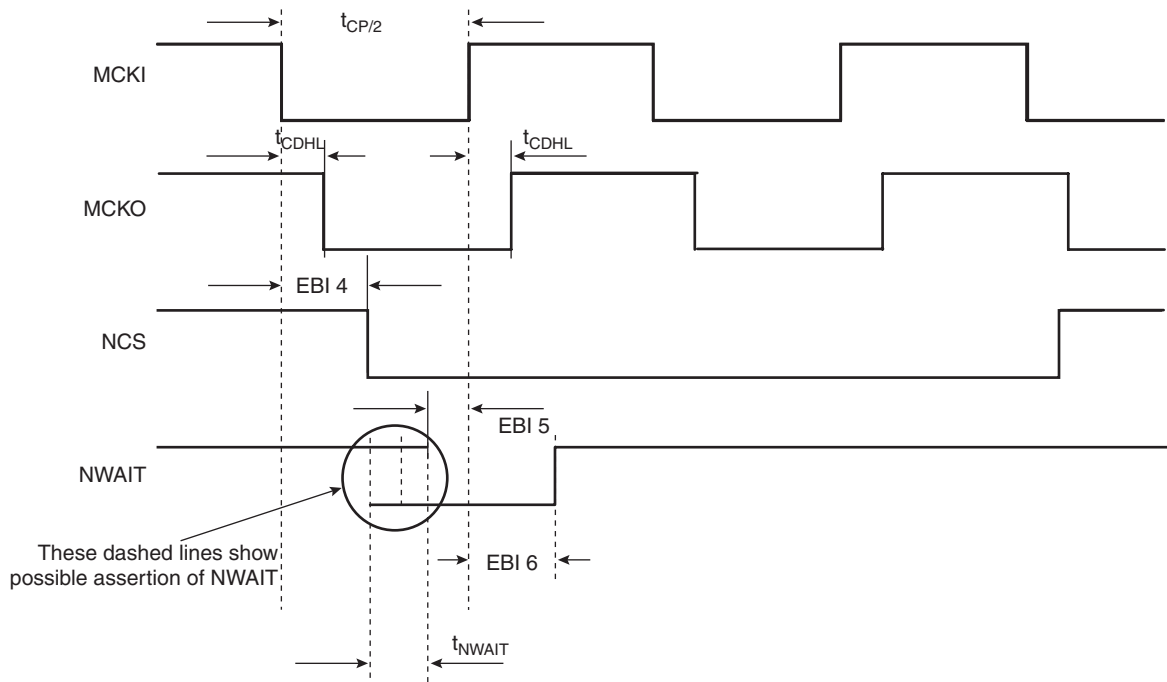 tCP/2
MCKI
tCDHL
tCDHL
MCKO
EBI 4
NCS
EBI 5
NWAIT
These dashed lines show
possible assertion of NWAIT
EBI 6
tNWAIT